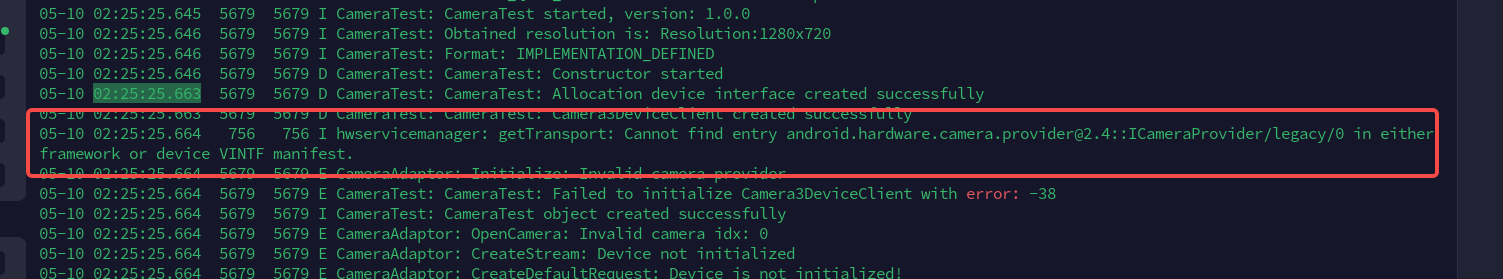 05-10 02:25:25.645  5679  5679 I CameraTest: CameraTest started, version: 1.0.0
05-10 02:25:25.646  5679  5679 I CameraTest: Obtained resolution is: Resolution:1280x720
05-10 02:25:25.646  5679  5679 I CameraTest: Format: IMPLEMENTATION_DEFINED
05-10 02:25:25.646  5679  5679 D CameraTest: CameraTest: Constructor started
05-10 02:25:25.663  5679  5679 D CameraTest: CameraTest: Allocation device interface created successfully
05-10 02:25:25.663  5679  5679 D CameraTest: CameraTest: Camera3DeviceClient created successfully
05-10 02:25:25.664   756   756 I hwservicemanager: getTransport: Cannot find entry android.hardware.camera.provider@2.4::ICameraProvider/legacy/0 in either
framework or device VINTF manifest.
05-10 02:25:25.664  5679  5679 E CameraAdaptor: Initialize: Invalid camera provider
05-10 02:25:25.664  5679  5679 E CameraTest: CameraTest: Failed to initialize Camera3DeviceClient with error: -38
05-10 02:25:25.664  5679  5679 I CameraTest: CameraTest object created successfully
05-10 02:25:25.664  5679  5679 E CameraAdaptor: OpenCamera: Invalid camera idx: 0
05-10 02:25:25.664  5679  5679 E CameraAdaptor: CreateStream: Device not initialized
05-10 02:25:25.664  5679  5679 E CameraAdaptor: CreateDefaultRequest: Device is not initialized!